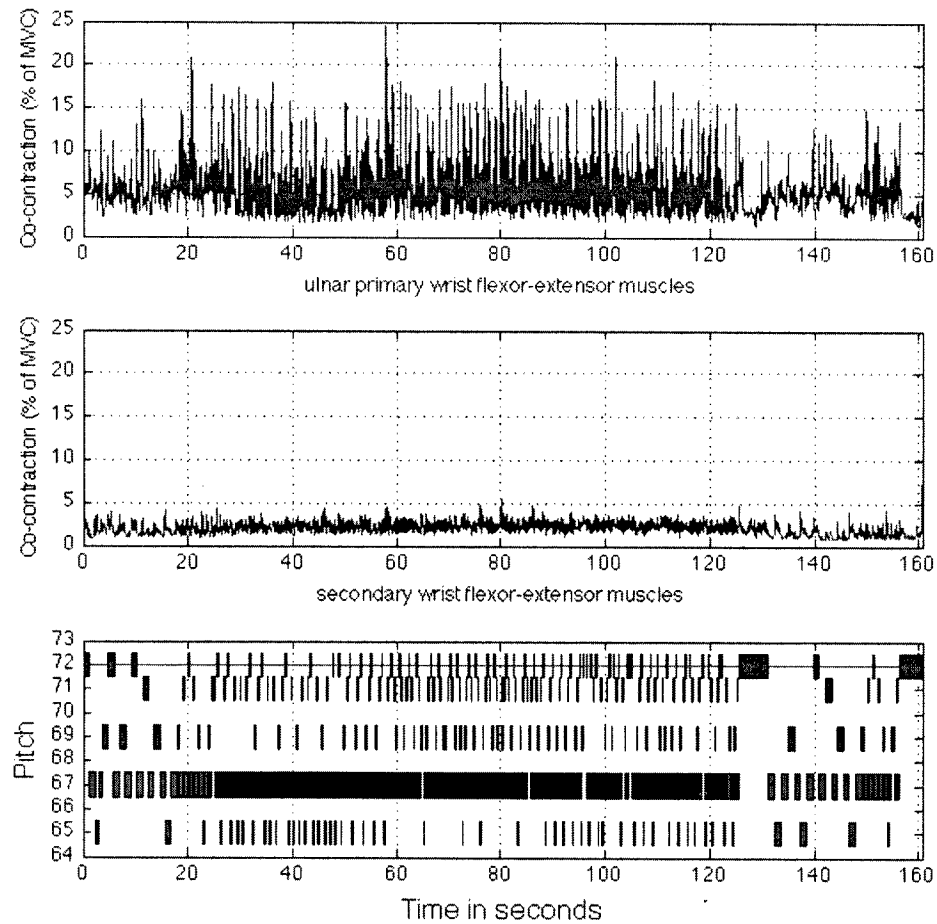 25
20
15
10
5
0
Co-contraction (% of MVC)
0 20 40 60 80 100 120 140 160
ulnar primary wrist flexor-extensor muscles
25
20
15
10
5
0
Co-contraction (% of MVC)
0 20 40 60 80 100 120 140 160
secondary wrist flexor-extensor muscles
73
72
71
70
69
68
67
66
65
64
Pitch
0 20 40 60 80 100 120 140 160
Time in seconds